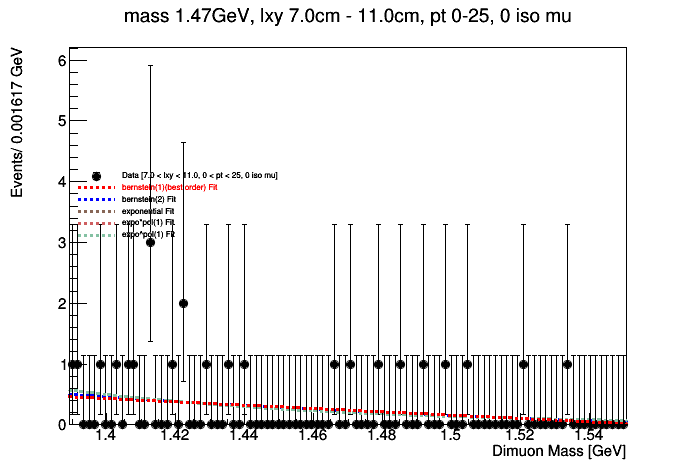 mass 1.47GeV, lxy 7.0cm - 11.0cm, pt 0-25, 0 iso mu
Events/ 0.001617 GeV
6
5
4
3
2
1
0
Data [7.0 < lxy < 11.0, 0 < pt < 25, 0 iso mu]
bernstein(1)(best order) Fit
bernstein(2) Fit
exponential Fit
expo*pol(1) Fit
expo^pol(1) Fit
1.4 1.42 1.44 1.46 1.48 1.5 1.52 1.54
Dimuon Mass [GeV]